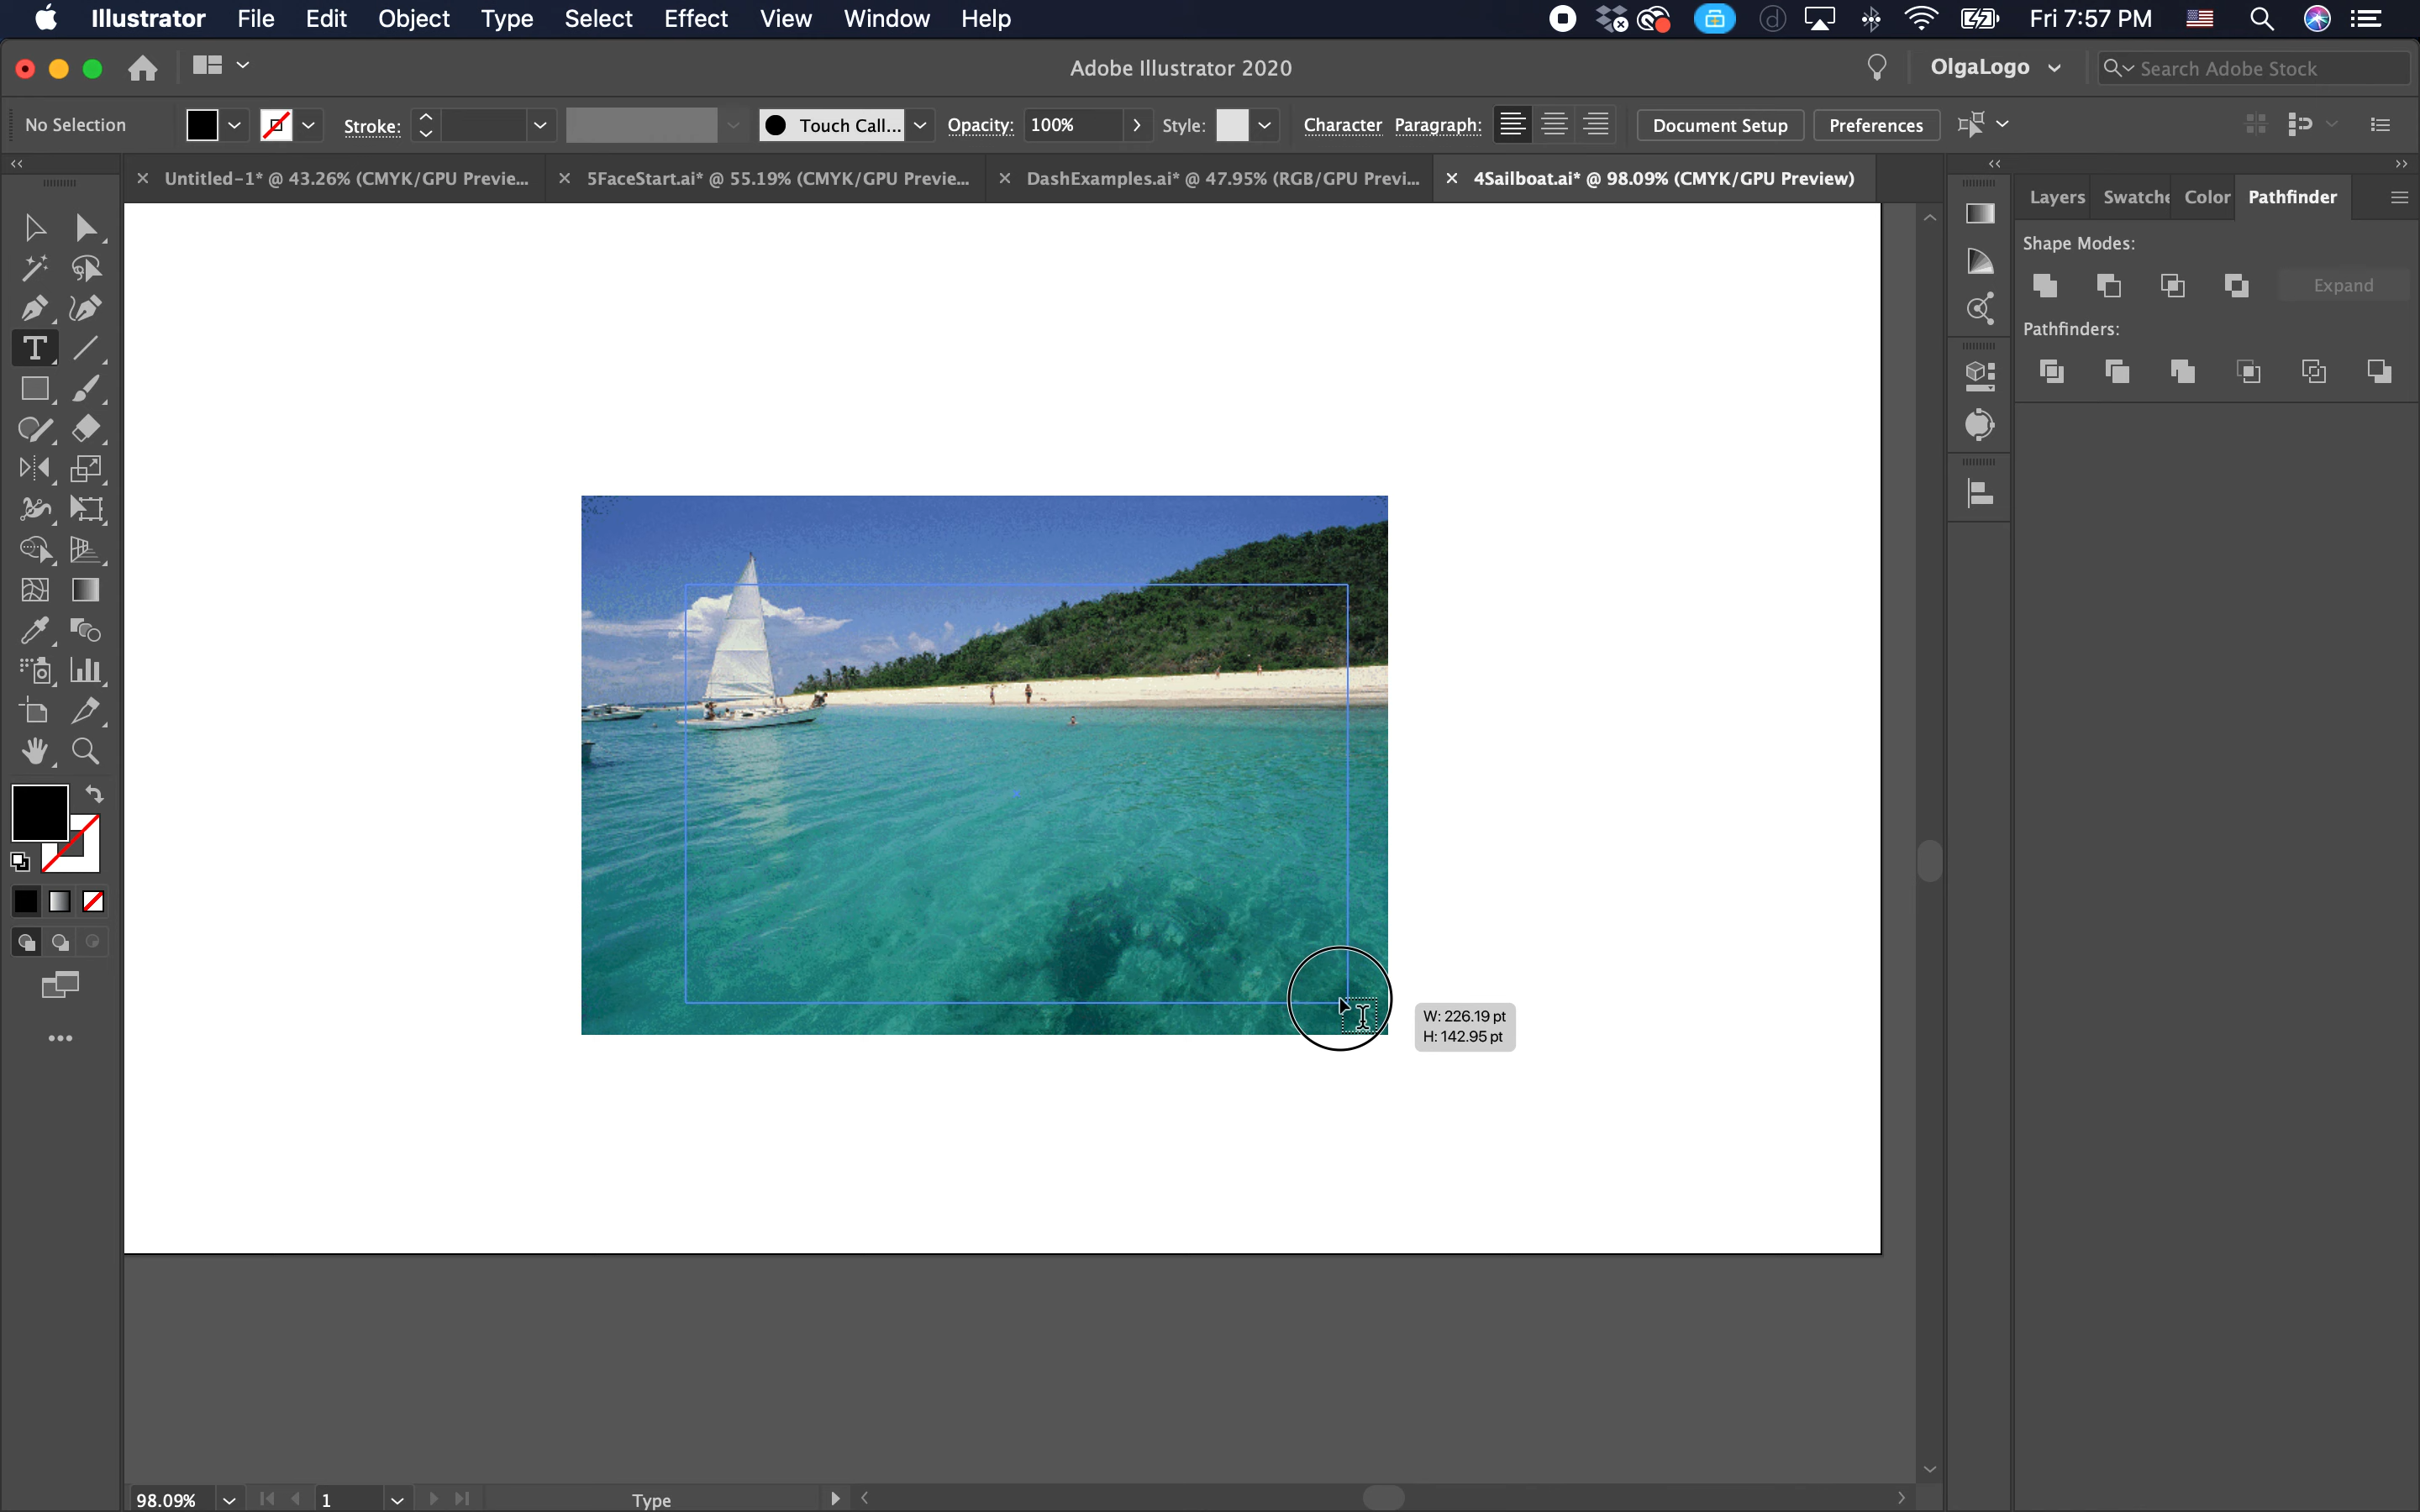 Illustrator File Edit Object Type Select Effect View Window Help
Fri 7:57 PM
Adobe Illustrator 2020
OlgaLogo
Search Adobe Stock
No Selection
Stroke:
Touch Call...
Opacity:
100%
Style:
Character
Paragraph:
Document Setup
Preferences
Untitled-1* @ 43.26% (CMYK/GPU Previe...
5FaceStart.ai* @ 55.19% (CMYK/GPU Previe...
DashExamples.ai* @ 47.95% (RGB/GPU Previ...
4Sailboat.ai* @ 98.09% (CMYK/GPU Preview)
Layers
Swatche
Color
Pathfinder
Shape Modes:
Expand
Pathfinders:
W: 226.19 pt
H: 142.95 pt
98.09%
1
Type